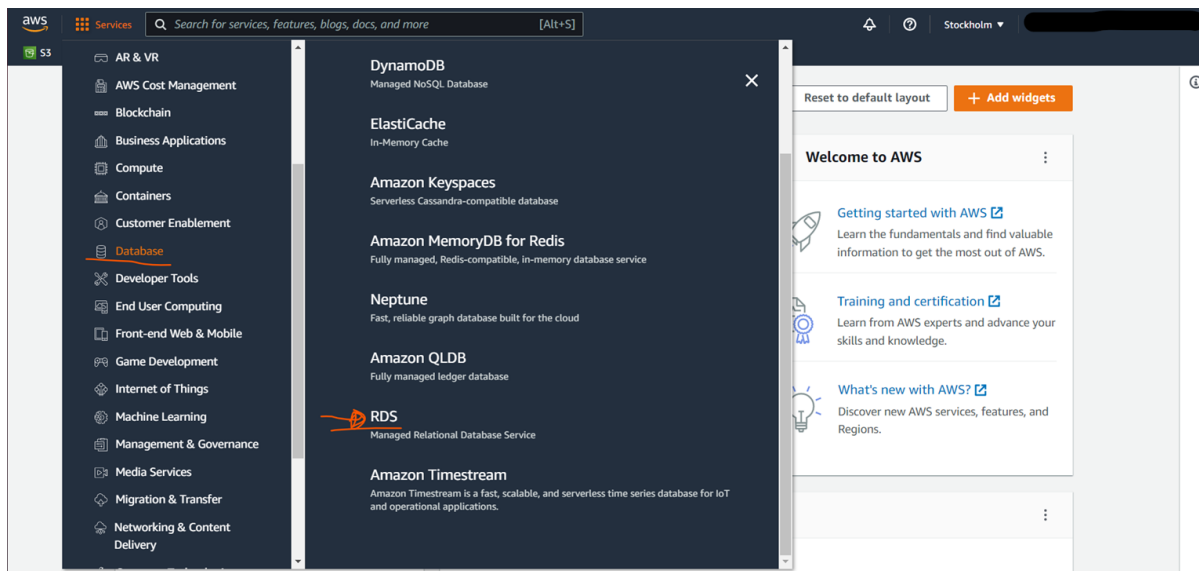 aws
Services
Search for services, features, blogs, docs, and more
[Alt+S]
Stockholm
S3
AR & VR
AWS Cost Management
Blockchain
Business Applications
Compute
Containers
Customer Enablement
Database
Developer Tools
End User Computing
Front-end Web & Mobile
Game Development
Internet of Things
Machine Learning
Management & Governance
Media Services
Migration & Transfer
Networking & Content
Delivery
DynamoDB
Managed NoSQL Database
ElastiCache
In-Memory Cache
Amazon Keyspaces
Serverless Cassandra-compatible database
Amazon MemoryDB for Redis
Fully managed, Redis-compatible, in-memory database service
Neptune
Fast, reliable graph database built for the cloud
Amazon QLDB
Fully managed ledger database
RDS
Managed Relational Database Service
Amazon Timestream
Amazon Timestream is a fast, scalable, and serverless time series database for IoT
and operational applications.
Reset to default layout
+ Add widgets
Welcome to AWS
Getting started with AWS
Learn the fundamentals and find valuable
information to get the most out of AWS.
Training and certification
Learn from AWS experts and advance your
skills and knowledge.
What's new with AWS?
Discover new AWS services, features, and
Regions.